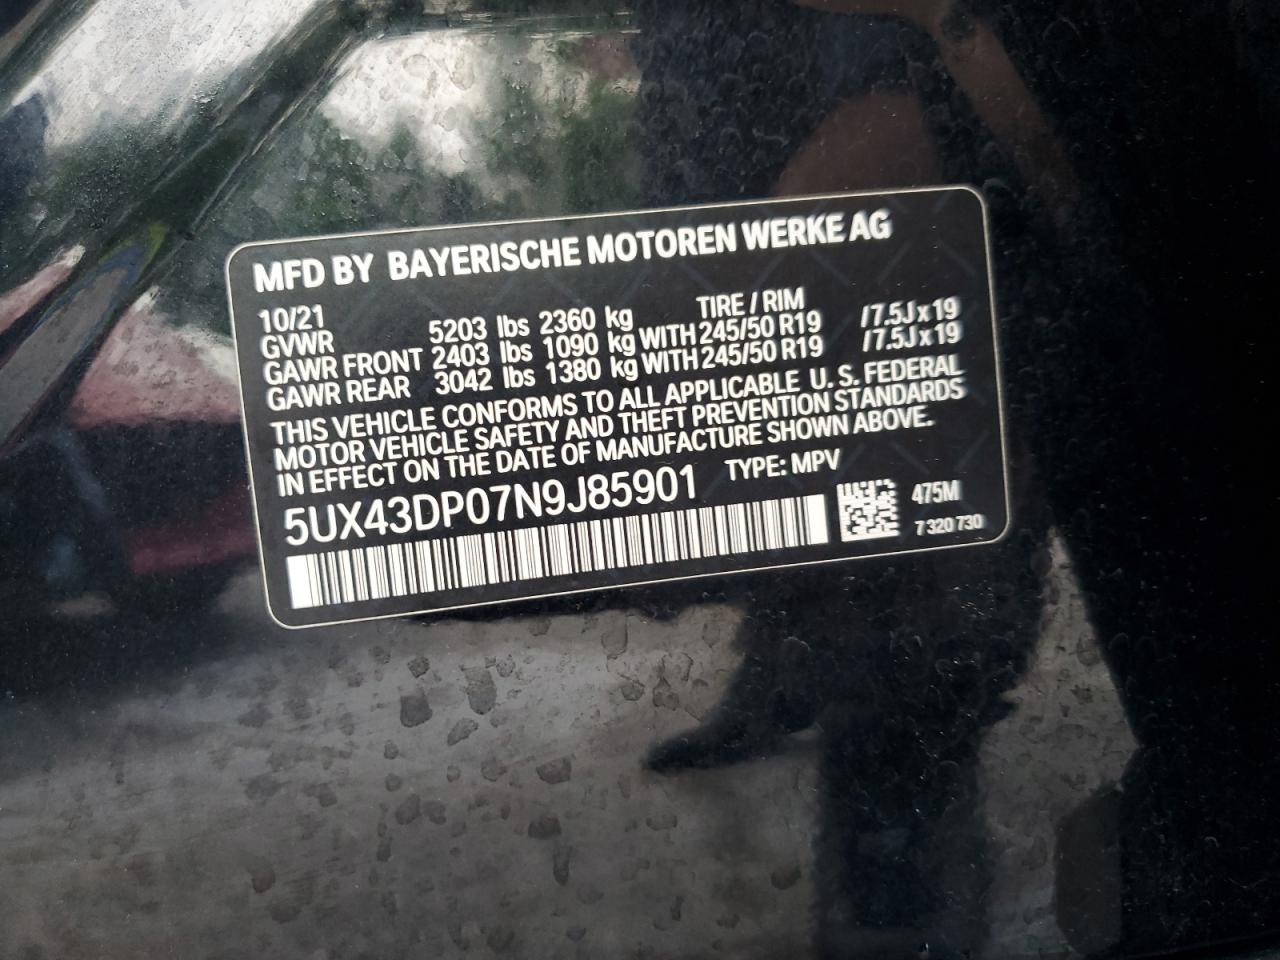 MFD BY BAYERISCHE MOTOREN WERKE AG
10/21 TIRE / RIM
GVWR 5203 lbs 2360 kg
GAWR FRONT 2403 lbs 1090 kg WITH 245/50 R19 /7.5J x 19
GAWR REAR 3042 lbs 1380 kg WITH 245/50 R19 /7.5J x 19
THIS VEHICLE CONFORMS TO ALL APPLICABLE U. S. FEDERAL
MOTOR VEHICLE SAFETY AND THEFT PREVENTION STANDARDS
IN EFFECT ON THE DATE OF MANUFACTURE SHOWN ABOVE.
5UX43DP07N9J85901 TYPE: MPV
475M
7 320 730